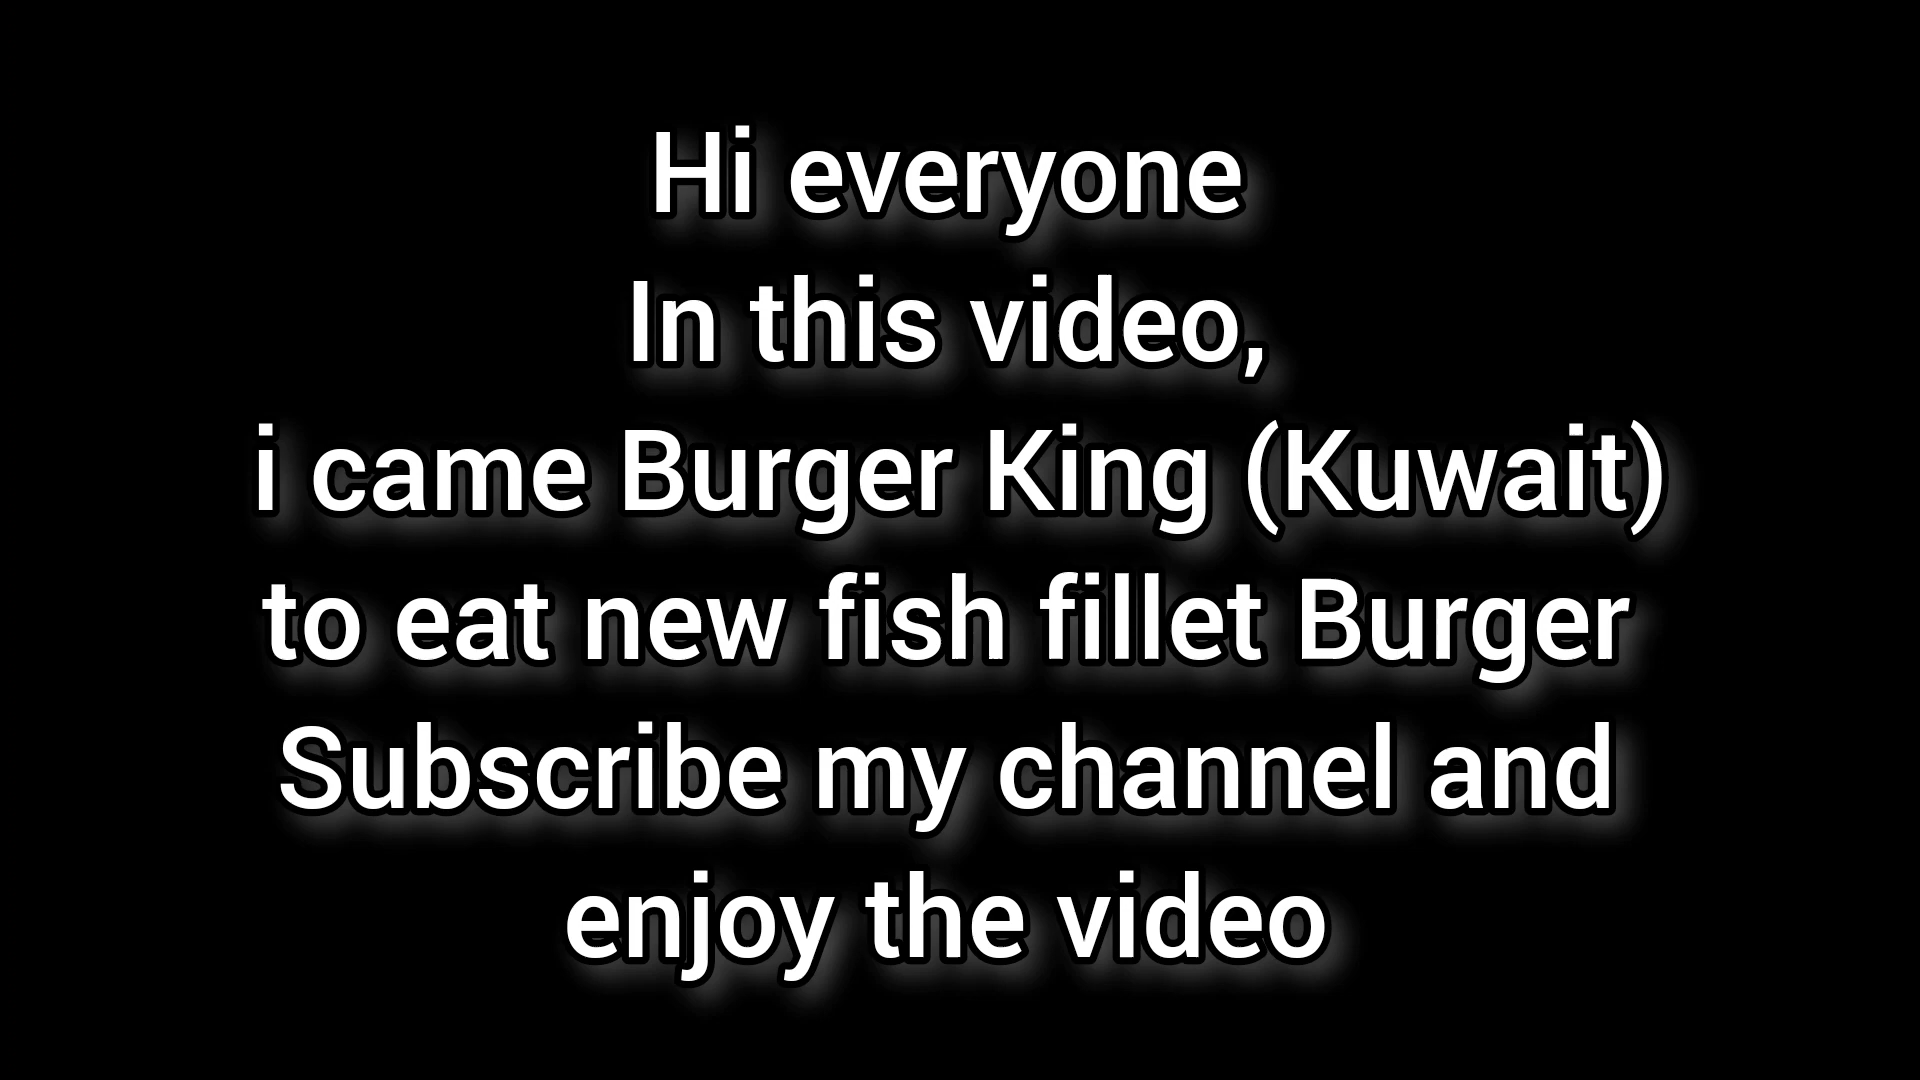 Hi everyone
In this video,
i came Burger King (Kuwait)
to eat new fish fillet Burger
Subscribe my channel and
enjoy the video